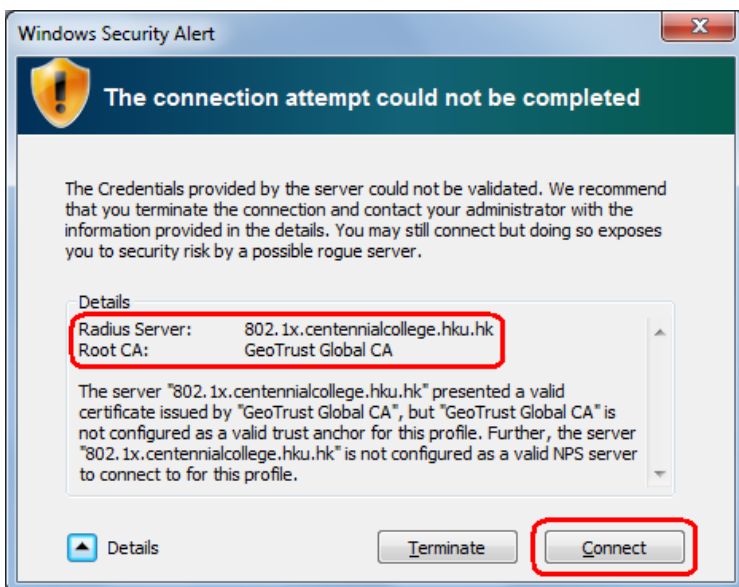 Windows Security Alert
The connection attempt could not be completed
The Credentials provided by the server could not be validated. We recommend
that you terminate the connection and contact your administrator with the
information provided in the details. You may still connect but doing so exposes
you to security risk by a possible rogue server.
Details
Radius Server: 802.1x.centennialcollege.hku.hk
Root CA: GeoTrust Global CA
The server "802.1x.centennialcollege.hku.hk" presented a valid
certificate issued by "GeoTrust Global CA", but "GeoTrust Global CA" is
not configured as a valid trust anchor for this profile. Further, the server
"802.1x.centennialcollege.hku.hk" is not configured as a valid NPS server
to connect to for this profile.
Details Terminate Connect